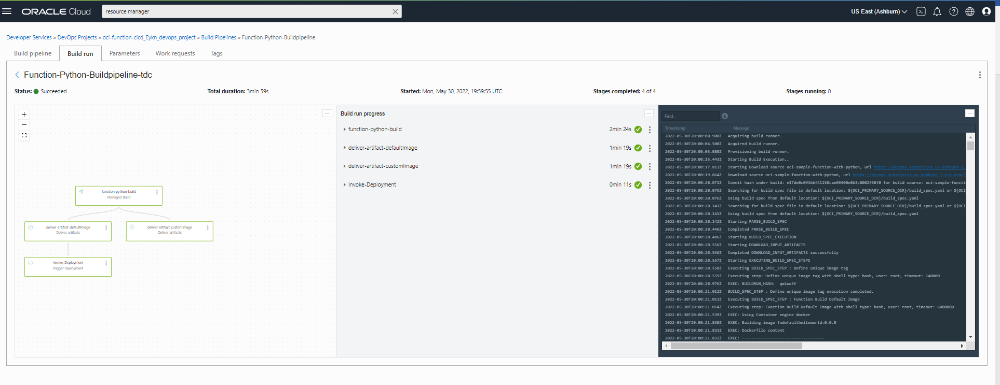 ORACLE Cloud
resource manager
US East (Ashburn)
Developer Services » DevOps Projects » oci-function-cicd_Eykn_devops_project » Build Pipelines » Function-Python-Buildpipeline
Build pipeline
Build run
Parameters
Work requests
Tags
Function-Python-Buildpipeline-tdc
Status: Succeeded
Total duration: 3min 59s
Started: Mon, May 30, 2022, 19:59:55 UTC
Stages completed: 4 of 4
Stages running: 0
function-python-build
Managed Build
deliver-artifact-defaultImage
Deliver artifacts
deliver-artifact-customImage
Deliver artifacts
Invoke-Deployment
Trigger deployment
Build run progress
function-python-build 2min 24s
deliver-artifact-defaultImage 1min 19s
deliver-artifact-customImage 1min 19s
Invoke-Deployment 0min 11s
Find...
Timestamp Message
2022-05-30T20:00:00.900Z Acquiring build runner.
2022-05-30T20:00:04.500Z Acquired build runner.
2022-05-30T20:00:05.080Z Provisioning build runner.
2022-05-30T20:00:15.443Z Starting Build Execution..
2022-05-30T20:00:17.813Z Starting Download source oci-sample-function-with-python, url https://devops.scmservice.us-ashburn-1.
2022-05-30T20:00:19.864Z Download source oci-sample-function-with-python, url https://devops.scmservice.us-ashburn-1.oci.oracl
2022-05-30T20:00:20.071Z Commit hash under build: e17de0c094bbf41150cae69400e0b3c8002f60f0 for build source: oci-sample-functi
2022-05-30T20:00:20.075Z Searching for build spec file in default location: ${OCI_PRIMARY_SOURCE_DIR}/build_spec.yaml or ${OCI_
2022-05-30T20:00:20.076Z Using build spec from default location: ${OCI_PRIMARY_SOURCE_DIR}/build_spec.yaml
2022-05-30T20:00:20.141Z Searching for build spec file in default location: ${OCI_PRIMARY_SOURCE_DIR}/build_spec.yaml or ${OCI_
2022-05-30T20:00:20.141Z Using build spec from default location: ${OCI_PRIMARY_SOURCE_DIR}/build_spec.yaml
2022-05-30T20:00:20.142Z Starting PARSE_BUILD_SPEC
2022-05-30T20:00:20.446Z Completed PARSE_BUILD_SPEC
2022-05-30T20:00:20.486Z Starting BUILD_SPEC_EXECUTION
2022-05-30T20:00:20.556Z Starting DOWNLOAD_INPUT_ARTIFACTS
2022-05-30T20:00:20.556Z Completed DOWNLOAD_INPUT_ARTIFACTS successfully
2022-05-30T20:00:20.557Z Starting EXECUTING_BUILD_SPEC_STEPS
2022-05-30T20:00:20.558Z Executing BUILD_SPEC_STEP : Define unique image tag
2022-05-30T20:00:20.559Z Executing step: Define unique image tag with shell type: bash, user: root, timeout: 140000
2022-05-30T20:00:20.976Z EXEC: BUILDRUN_HASH: qmlwe3f
2022-05-30T20:00:21.012Z BUILD_SPEC_STEP : Define unique image tag execution completed.
2022-05-30T20:00:21.013Z Executing BUILD_SPEC_STEP : Function Build Default Image
2022-05-30T20:00:21.014Z Executing step: Function Build Default Image with shell type: bash, user: root, timeout: 6000000
2022-05-30T20:00:21.539Z EXEC: Using Container engine docker
2022-05-30T20:00:21.830Z EXEC: Building image fndefaulthelloworld:0.0.0
2022-05-30T20:00:21.831Z EXEC: Dockerfile content
2022-05-30T20:00:21.832Z EXEC: -----------------------------------